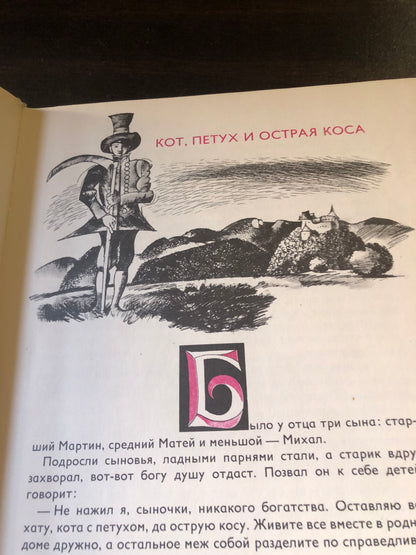 КОТ, ПЕТУХ И ОСТРАЯ КОСА
Было у отца три сына: стар-
ший Мартин, средний Матей и меньшой — Михал.
Подросли сыновья, ладными парнями стали, а старик вдру
захворал, вот-вот богу душу отдаст. Позвал он к себе детей
говорит:
— Не нажил я, сыночки, никакого богатства. Оставляю в
хату, кота с петухом, да острую косу. Живите все вместе в родн
доме дружно, а остальное меж собой разделите по справедлив